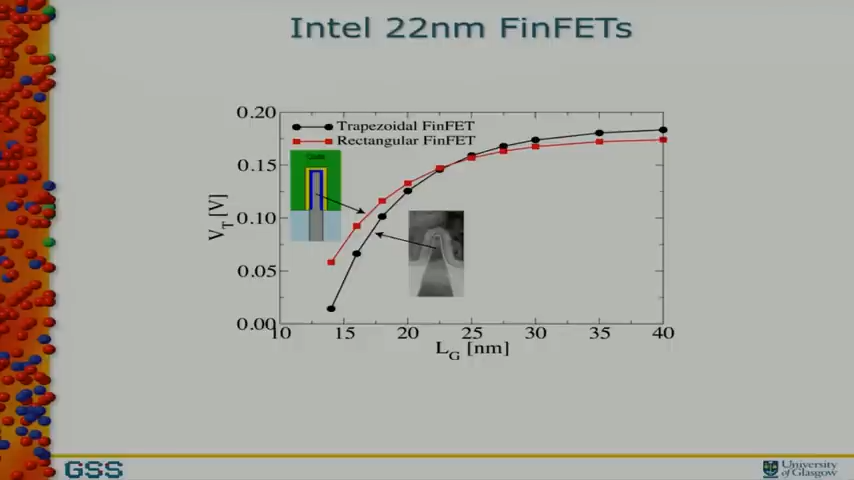 Intel 22nm FinFETs
0.20
0.15
0.10
0.05
0.00
V_T [V]
Trapezoidal FinFET
Rectangular FinFET
Gate
10 15 20 25 30 35 40
L_G [nm]
GSS
University
of Glasgow